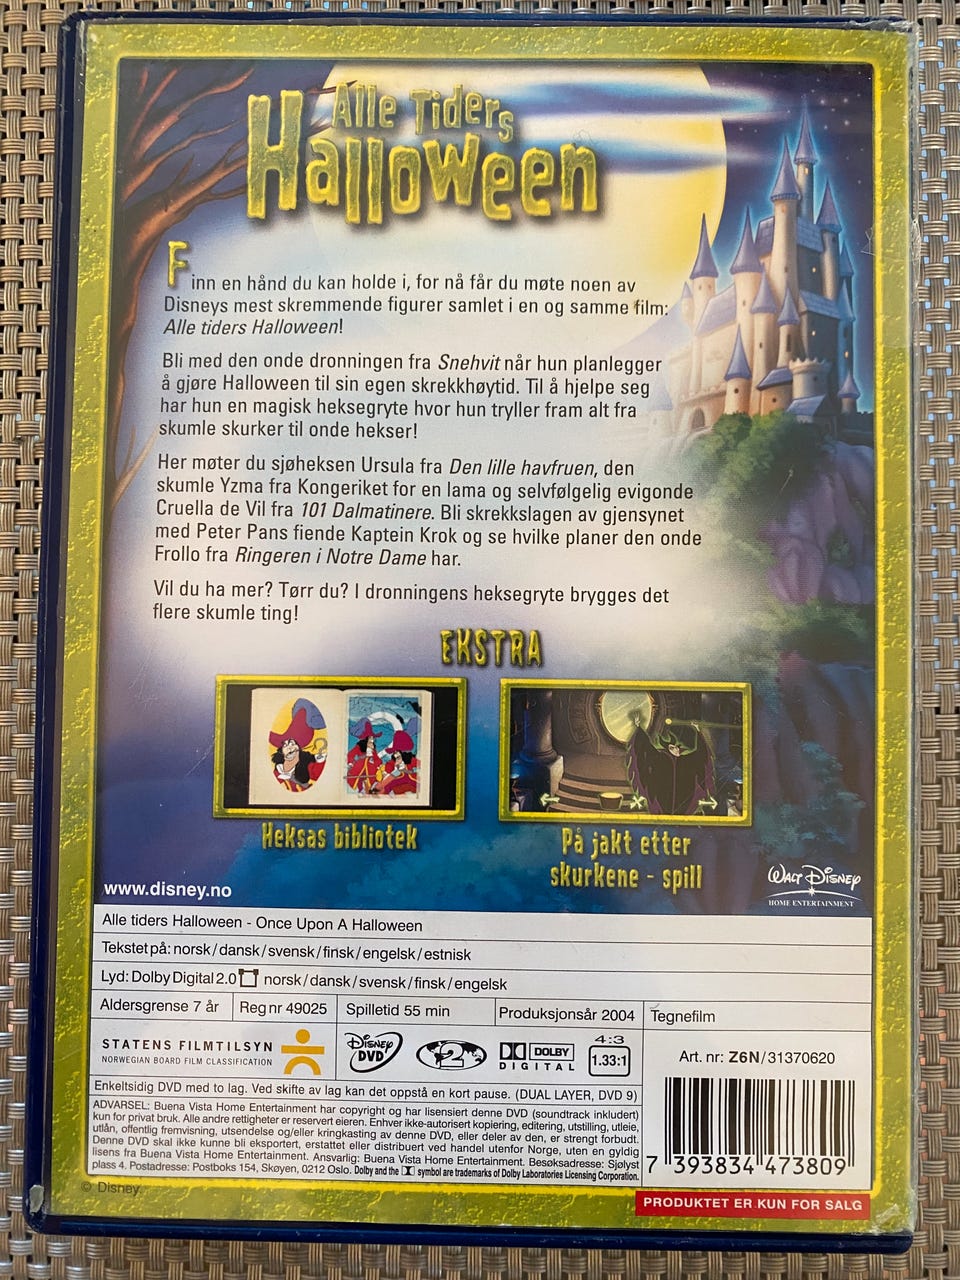 Alle Tiders
Halloween
Finn en hånd du kan holde i, for nå får du møte noen av
Disneys mest skremmende figurer samlet i en og samme film:
Alle tiders Halloween!
Bli med den onde dronningen fra Snehvit når hun planlegger
å gjøre Halloween til sin egen skrekkhøytid. Til å hjelpe seg
har hun en magisk heksegryte hvor hun tryller fram alt fra
skumle skurker til onde hekser!
Her møter du sjøheksen Ursula fra Den lille havfruen, den
skumle Yzma fra Kongeriket for en lama og selvfølgelig evigonde
Cruella de Vil fra 101 Dalmatinere. Bli skrekkslagen av gjensynet
med Peter Pans fiende Kaptein Krok og se hvilke planer den onde
Frollo fra Ringeren i Notre Dame har.
Vil du ha mer? Tørr du? I dronningens heksegryte brygges det
flere skumle ting!
EKSTRA
Heksas bibliotek
På jakt etter
skurkene - spill
www.disney.no
WALT DISNEY
HOME ENTERTAINMENT
Alle tiders Halloween - Once Upon A Halloween
Tekstet på: norsk/dansk/svensk/finsk/engelsk/estnisk
Lyd: Dolby Digital 2.0 norsk/dansk/svensk/finsk/engelsk
Aldersgrense 7 år Reg nr 49025 Spilletid 55 min Produksjonsår 2004 Tegnefilm
STATENS FILMTILSYN
NORWEGIAN BOARD FILM CLASSIFICATION
DISNEY DVD
2
DOLBY
DIGITAL
4:3
1.33:1
Art. nr: Z6N/31370620
Enkeltsidig DVD med to lag. Ved skifte av lag kan det oppstå en kort pause. (DUAL LAYER, DVD 9)
ADVARSEL: Buena Vista Home Entertainment har copyright og har lisensiert denne DVD (soundtrack inkludert)
kun for privat bruk. Alle andre rettigheter er reservert eieren. Enhver ikke-autorisert kopiering, editering, utstilling, utleie,
utlån, offentlig fremvisning, utsendelse og/eller kringkasting av denne DVD, eller deler av den, er strengt forbudt.
Denne DVD skal ikke kunne bli eksportert, erstattet eller distribuert ved handel utenfor Norge, uten en gyldig
lisens fra Buena Vista Home Entertainment. Ansvarlig: Buena Vista Home Entertainment. Besøksadresse: Sjølyst
plass 4. Postadresse: Postboks 154, Skøyen, 0212 Oslo. Dolby and the symbol are trademarks of Dolby Laboratories Licensing Corporation.
7 393834 473809
© Disney.
PRODUKTET ER KUN FOR SALG